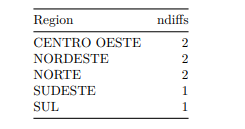 Region ndiffs
CENTRO OESTE 2
NORDESTE 2
NORTE 2
SUDESTE 1
SUL 1